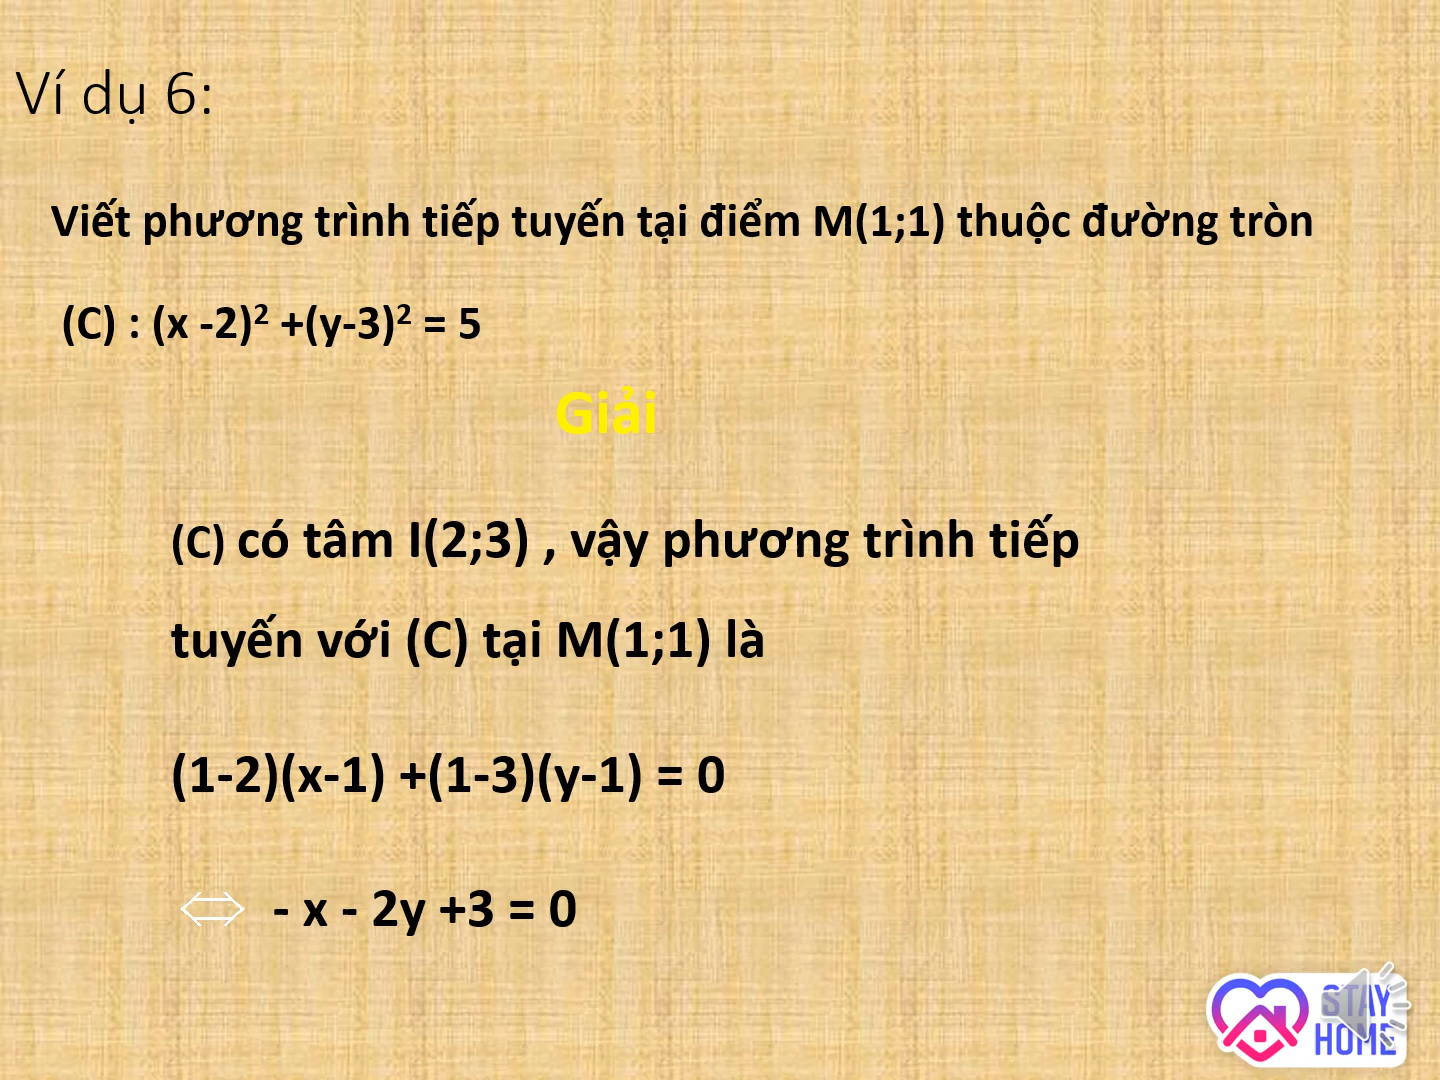 Ví dụ 6:
Viết phương trình tiếp tuyến tại điểm M(1;1) thuộc đường tròn
(C) : (x -2)² +(y-3)² = 5
Giải
(C) có tâm I(2;3) , vậy phương trình tiếp
tuyến với (C) tại M(1;1) là
(1-2)(x-1) +(1-3)(y-1) = 0
⇔ - x - 2y +3 = 0
STAY
HOME